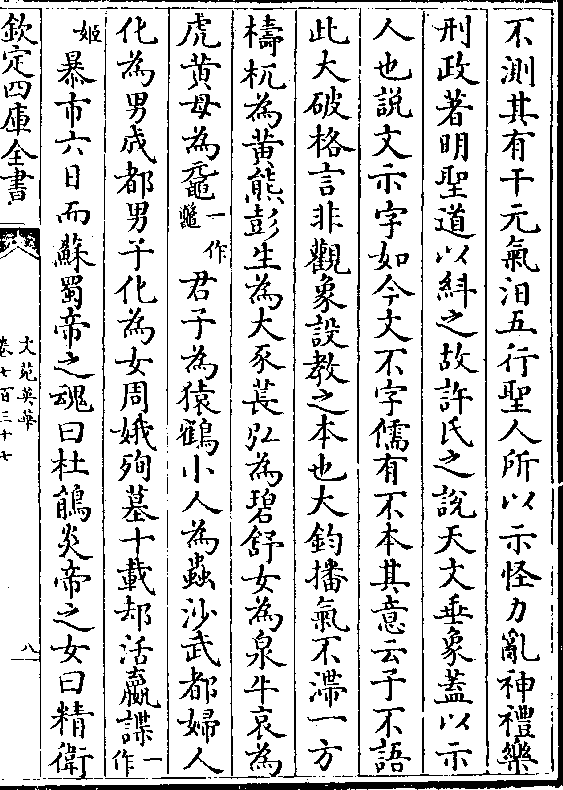 不測其有干元氣汨五行聖人所以示怪力亂神禮樂
刑政著明聖道以糾之故許氏之說天文垂象蓋以示
人也說文示字如今文不字儒有不本其意云子不語
此大破格言非觀象設教之本也大鈞播氣不滯一方
檮杌為黃熊彭生為大豕萇弘為碧舒女為泉牛哀為
虎黃母為黿一作鼈君子為猿鶴小人為蟲沙武都婦人
化為男成都男子化為女周娥殉墓十載却活嬴諜一作
姬暴市六日而蘇蜀帝之魂曰杜鵑炎帝之女曰精衛
欽定四庫全書
文苑英華
卷七百三十七
八